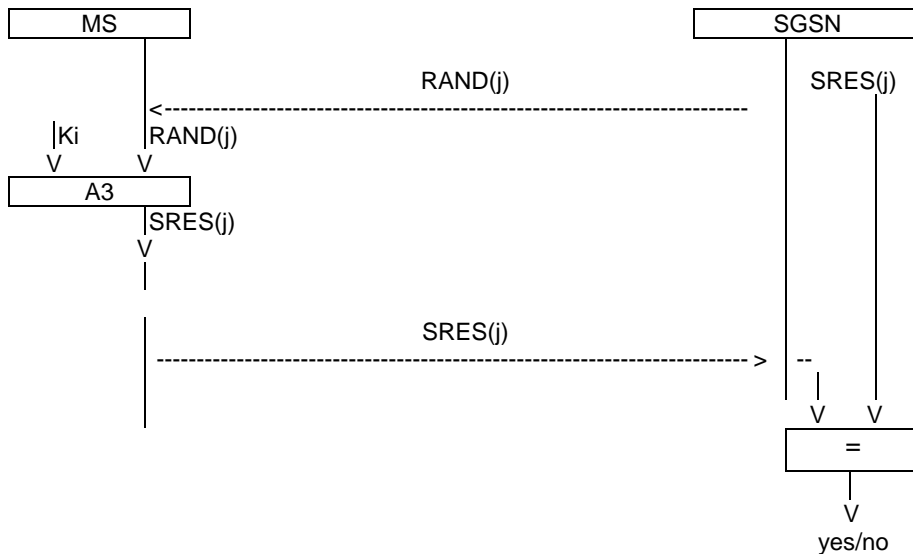 MS SGSN
RAND(j) SRES(j)
<-------------------------------------------------------------------------
Ki RAND(j)
V V
A3
SRES(j)
V
SRES(j)
------------------------------------------------------------------------- > --
V V
=
V
yes/no